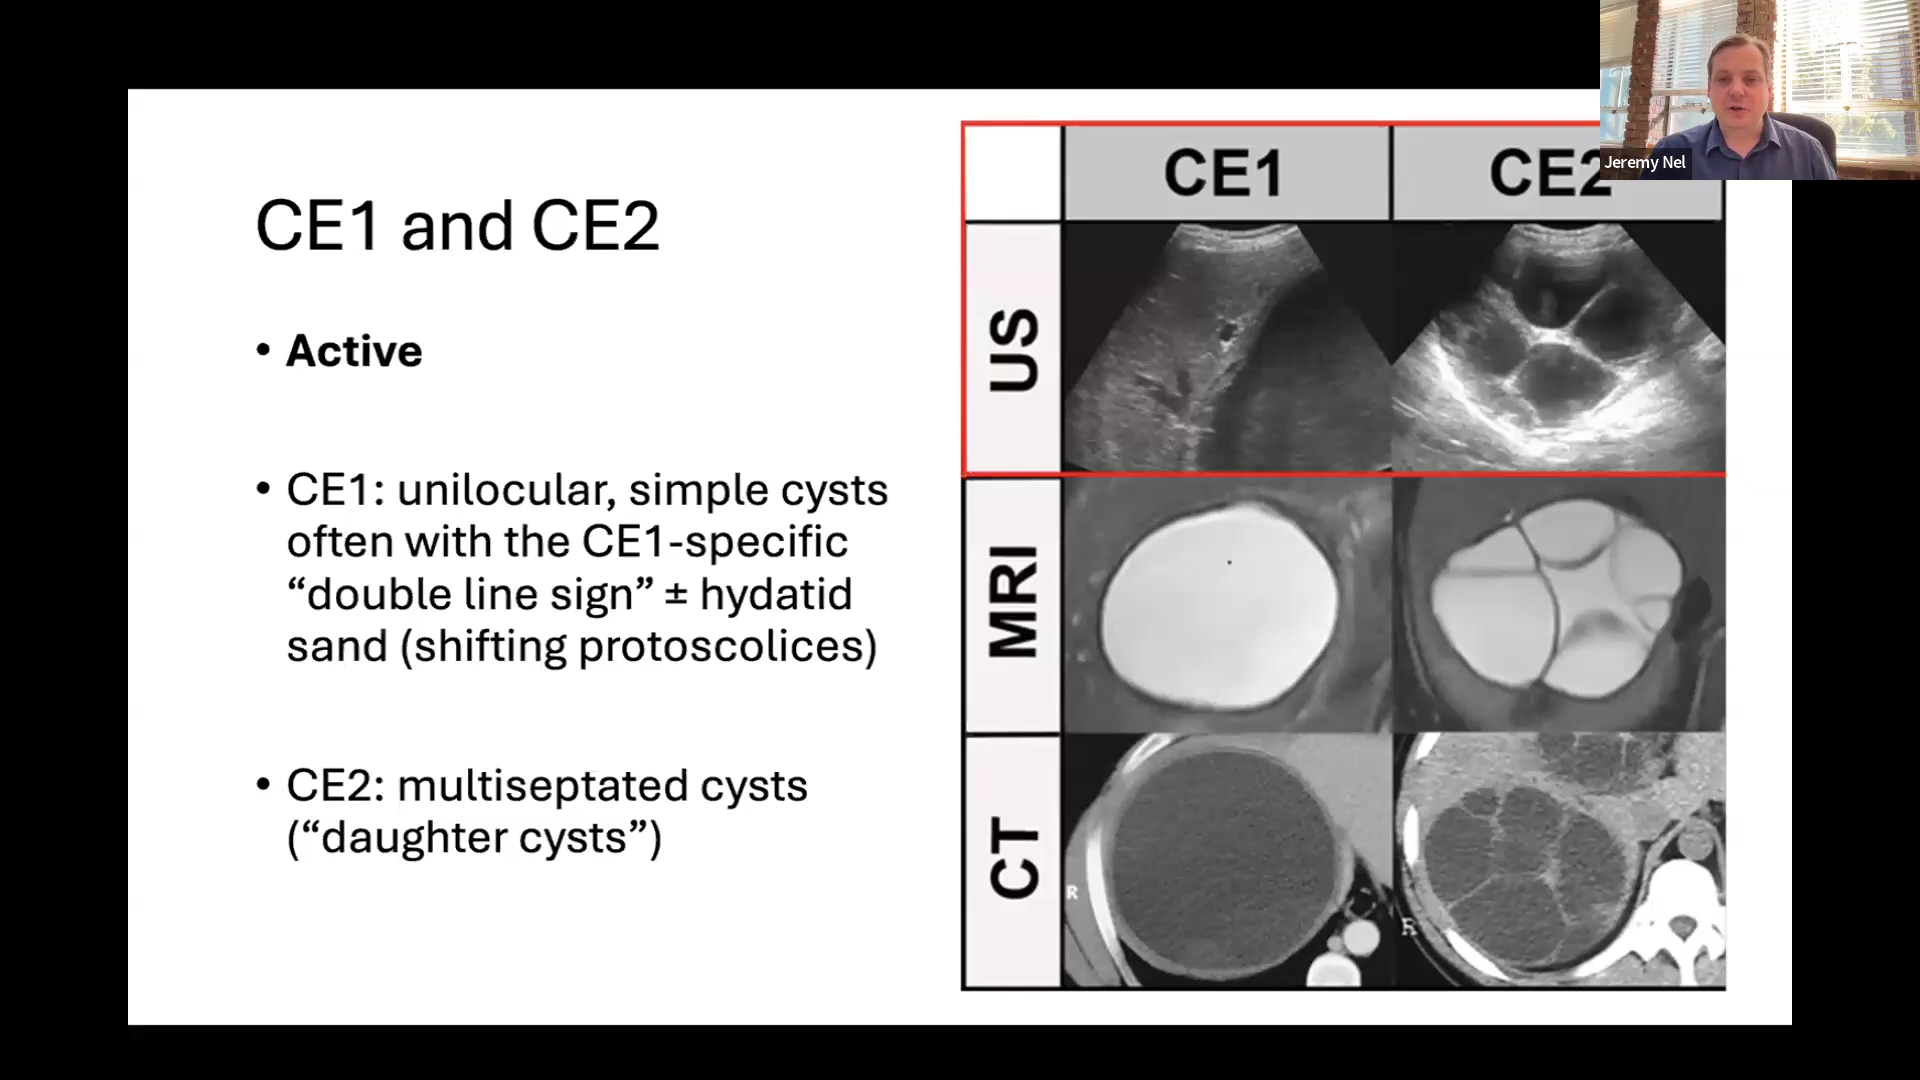 Jeremy Nel
CE1 and CE2
• Active
• CE1: unilocular, simple cysts
often with the CE1-specific
“double line sign” ± hydatid
sand (shifting protoscolices)
• CE2: multiseptated cysts
(“daughter cysts”)
CE1 CE2
US
MRI
CT
R
R